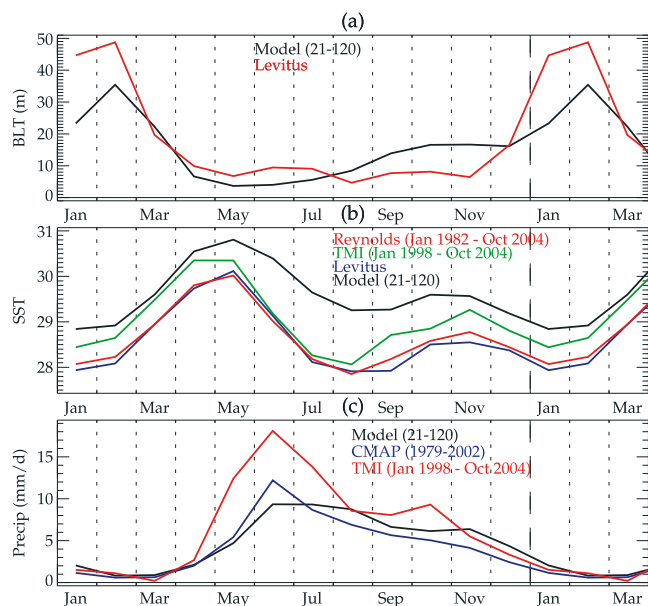 (a)
50
40
30
20
10
0
BLT (m)
Model (21-120)
Levitus
Jan Mar May Jul Sep Nov Jan Mar
(b)
31
30
29
28
SST
Reynolds (Jan 1982 - Oct 2004)
TMI (Jan 1998 - Oct 2004)
Levitus
Model (21-120)
Jan Mar May Jul Sep Nov Jan Mar
(c)
15
10
5
0
Precip (mm/d)
Model (21-120)
CMAP (1979-2002)
TMI (Jan 1998 - Oct 2004)
Jan Mar May Jul Sep Nov Jan Mar